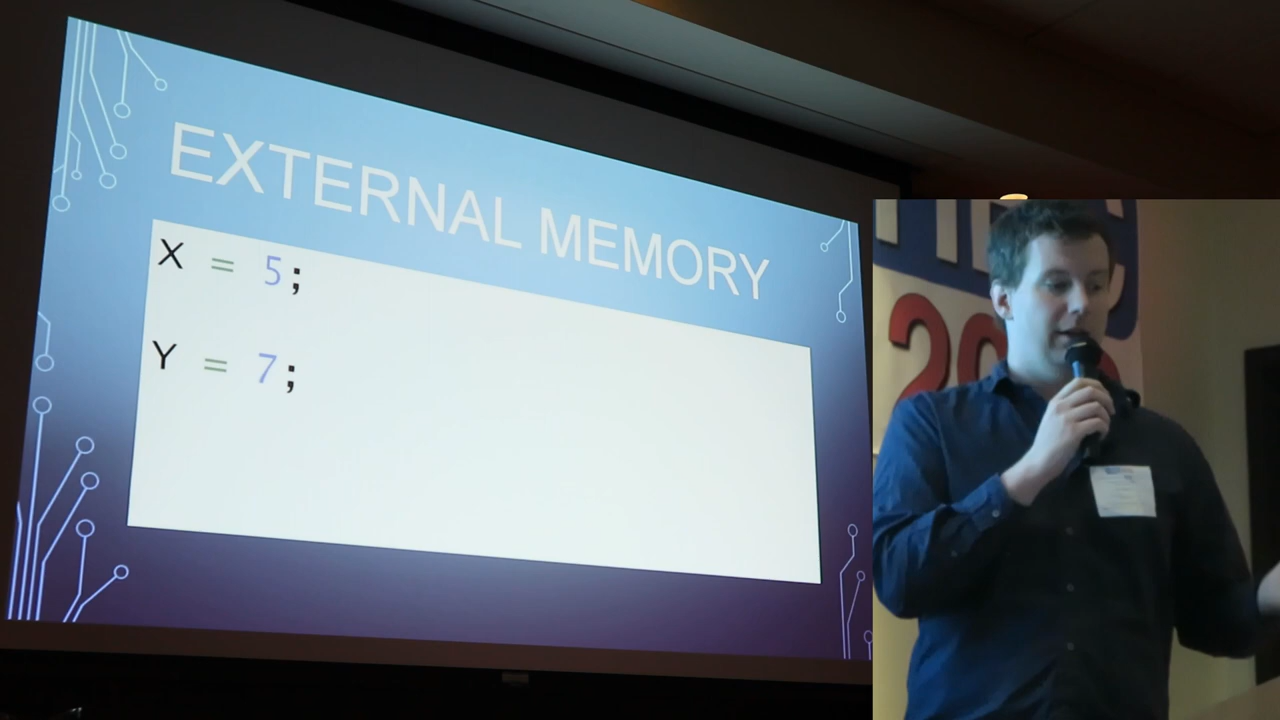 EXTERNAL MEMORY
X = 5;
Y = 7;